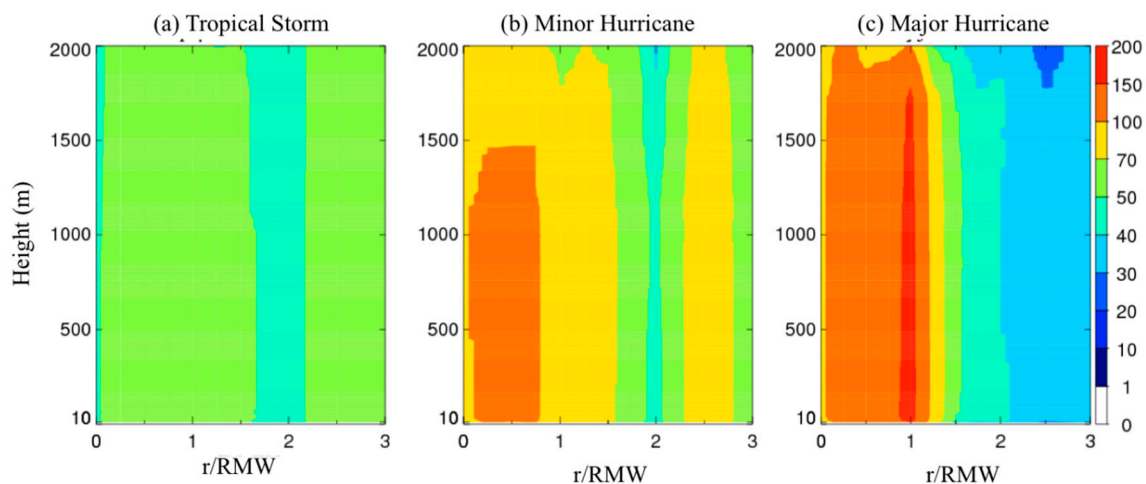 (a) Tropical Storm (b) Minor Hurricane (c) Major Hurricane
2000 2000 2000 200
150
1500 1500 1500 100
70
Height (m)
1000 1000 1000 50
40
30
500 500 500 20
10
1
10 10 10 0
0 1 2 3 0 1 2 3 0 1 2 3
r/RMW r/RMW r/RMW